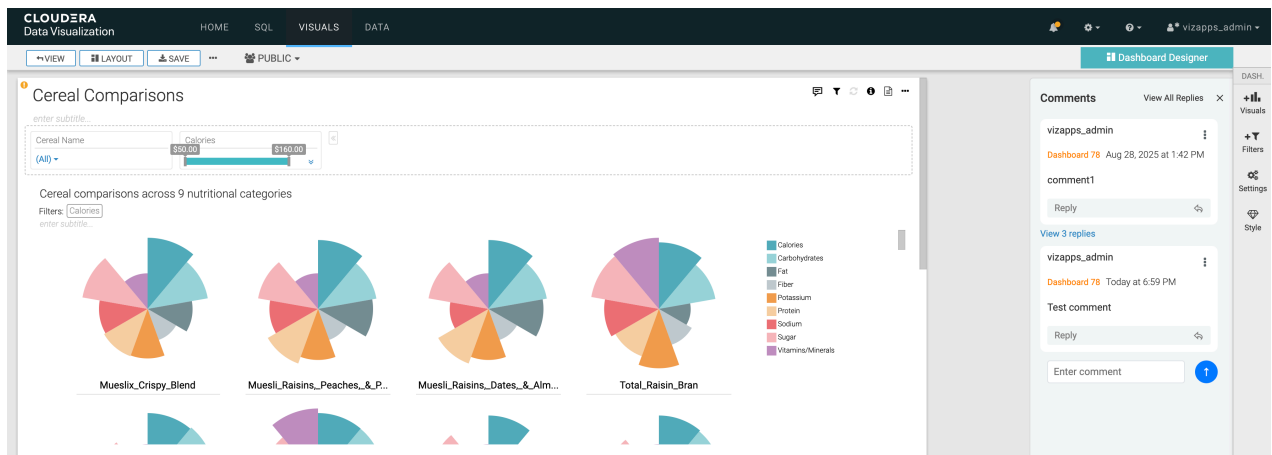 CLOUDERA
Data Visualization
HOME
SQL
VISUALS
DATA
vizapps_admin
VIEW
LAYOUT
SAVE
PUBLIC
Dashboard Designer
DASH.
Visuals
Filters
Settings
Style
Cereal Comparisons
enter subtitle...
Cereal Name
(All)
Calories
$50.00
$160.00
Cereal comparisons across 9 nutritional categories
Filters: Calories
enter subtitle...
Calories
Carbohydrates
Fat
Fiber
Potassium
Protein
Sodium
Sugar
Vitamins/Minerals
Mueslix_Crispy_Blend
Muesli_Raisins,_Peaches,_&_P...
Muesli_Raisins,_Dates,_&_Alm...
Total_Raisin_Bran
Comments
View All Replies
vizapps_admin
Dashboard 78 Aug 28, 2025 at 1:42 PM
comment1
Reply
View 3 replies
vizapps_admin
Dashboard 78 Today at 6:59 PM
Test comment
Reply
Enter comment